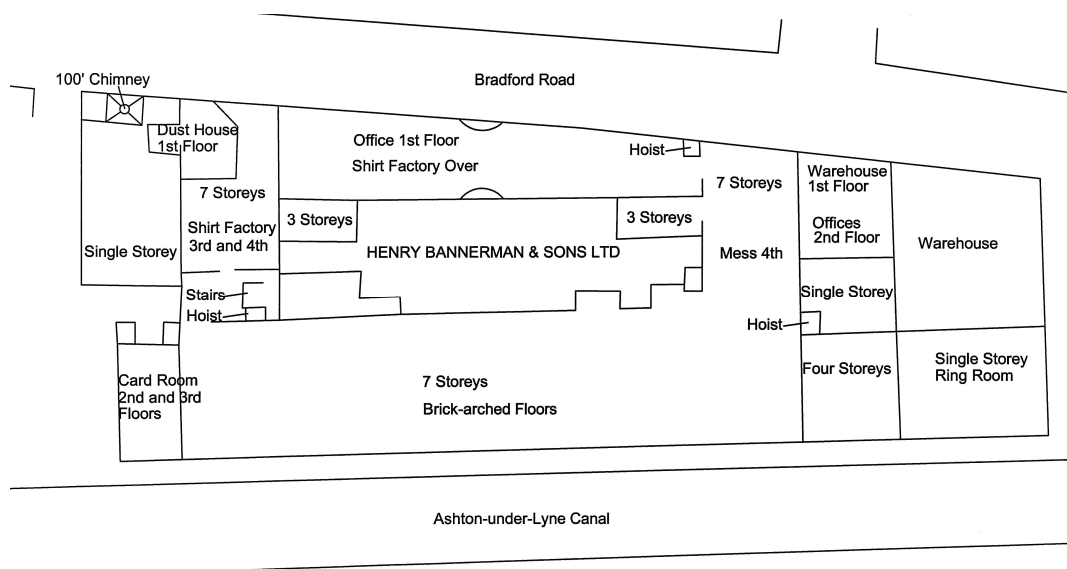 Bradford Road
100' Chimney
Dust House
1st Floor
Office 1st Floor
Shirt Factory Over
Hoist
7 Storeys
Warehouse
1st Floor
7 Storeys
Shirt Factory
3rd and 4th
3 Storeys
3 Storeys
Offices
2nd Floor
Warehouse
Single Storey
HENRY BANNERMAN & SONS LTD
Mess 4th
Stairs
Hoist
Single Storey
Hoist
Card Room
2nd and 3rd
Floors
7 Storeys
Brick-arched Floors
Four Storeys
Single Storey
Ring Room
Ashton-under-Lyne Canal